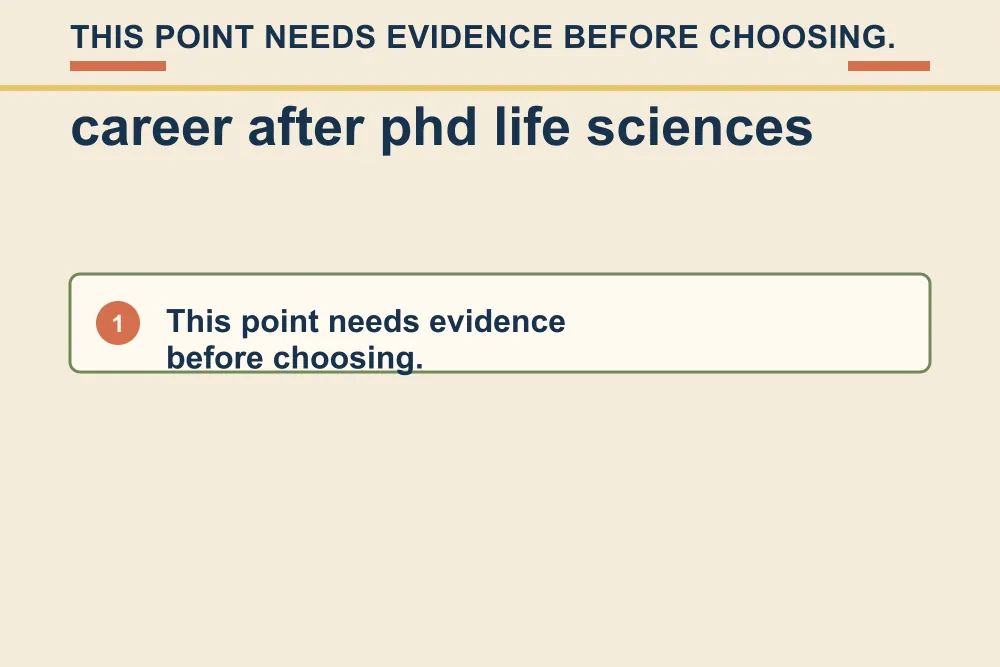 THIS POINT NEEDS EVIDENCE BEFORE CHOOSING.
career after phd life sciences
1
This point needs evidence
before choosing.